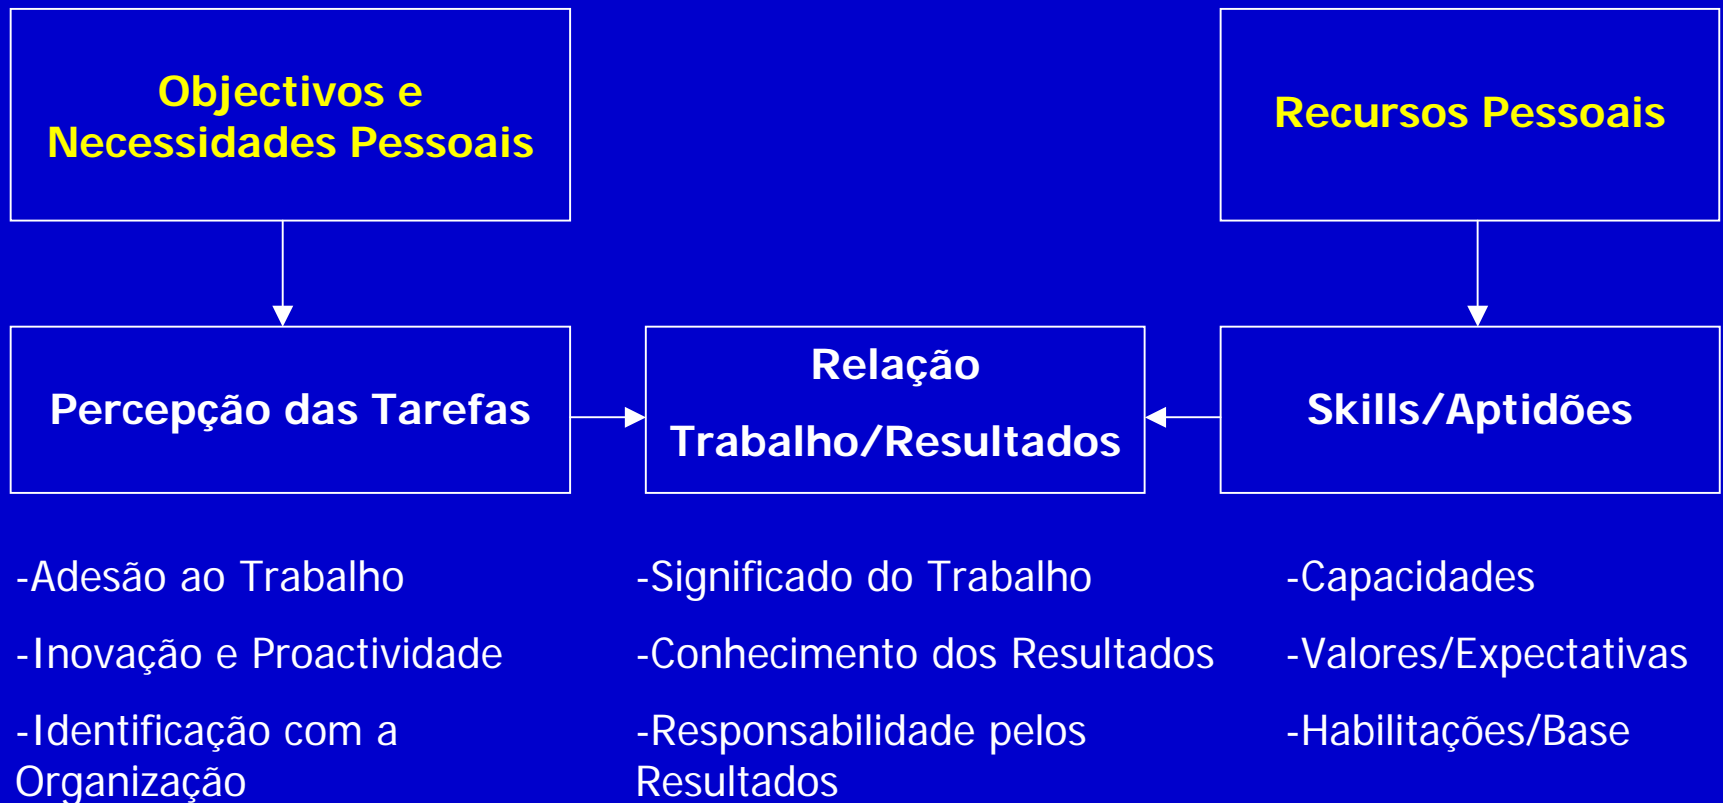 Objectivos e
Necessidades Pessoais
Recursos Pessoais
Percepção das Tarefas
Relação
Trabalho/Resultados
Skills/Aptidões
-Adesão ao Trabalho
-Inovação e Proactividade
-Identificação com a
Organização
-Significado do Trabalho
-Conhecimento dos Resultados
-Responsabilidade pelos
Resultados
-Capacidades
-Valores/Expectativas
-Habilitações/Base